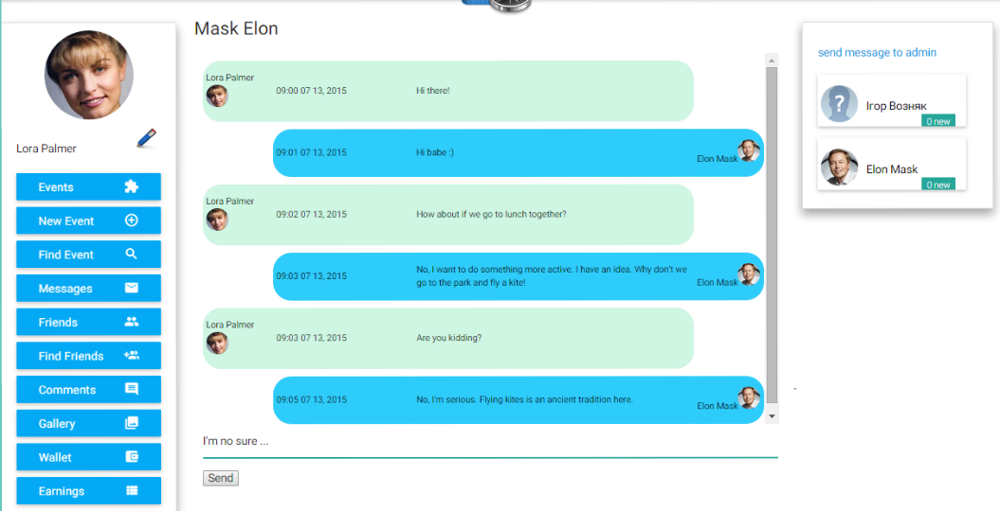 Mask Elon
Lora Palmer
Events
New Event
Find Event
Messages
Friends
Find Friends
Comments
Gallery
Wallet
Earnings
Lora Palmer
09:00 07 13, 2015
Hi there!
09:01 07 13, 2015
Hi babe :)
Elon Mask
Lora Palmer
09:02 07 13, 2015
How about if we go to lunch together?
09:03 07 13, 2015
No, I want to do something more active. I have an idea. Why don't we
go to the park and fly a kite!
Elon Mask
Lora Palmer
09:03 07 13, 2015
Are you kidding?
09:05 07 13, 2015
No, I'm serious. Flying kites is an ancient tradition here.
Elon Mask
I'm no sure ...
Send
send message to admin
Ігор Возняк
0 new
Elon Mask
0 new